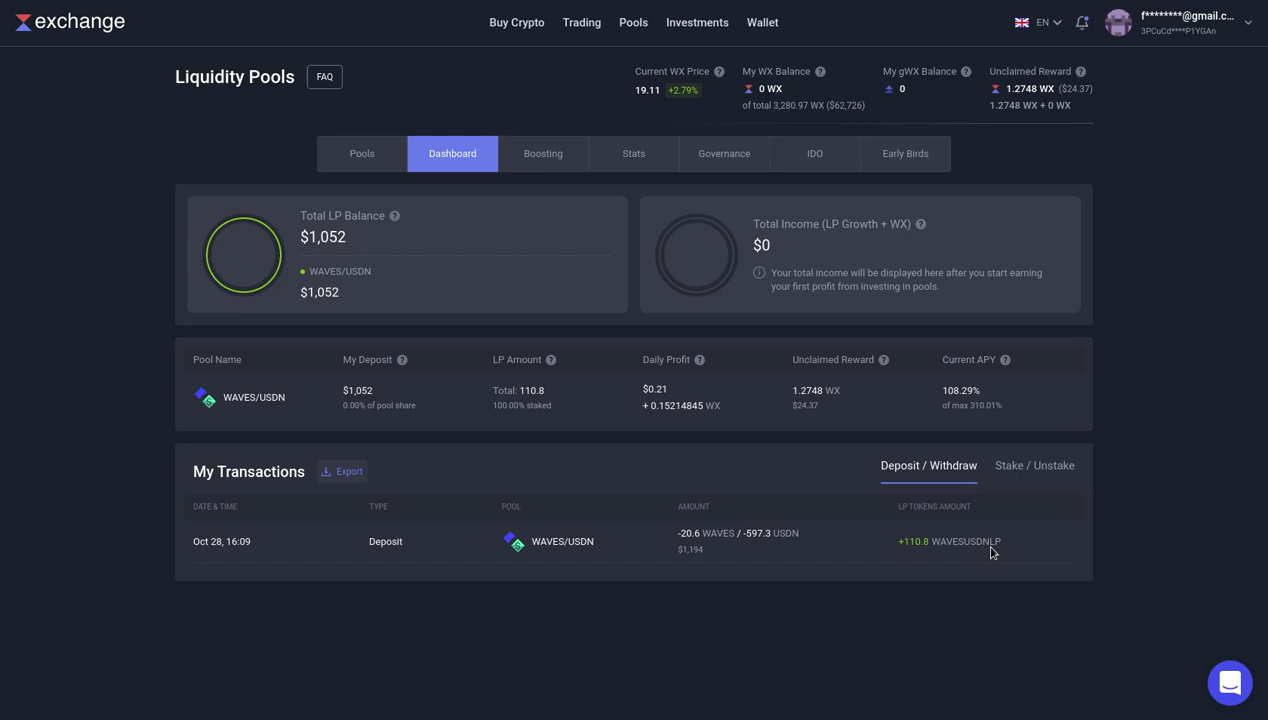 exchange
Buy Crypto Trading Pools Investments Wallet
EN
f********@gmail.c...
3PCuCd****P1YGAn
Liquidity Pools FAQ
Current WX Price ?
19.11 +2.79%
My WX Balance ?
0 WX
of total 3,280.97 WX ($62,726)
My gWX Balance ?
0
Unclaimed Reward ?
1.2748 WX ($24.37)
1.2748 WX + 0 WX
Pools Dashboard Boosting Stats Governance IDO Early Birds
Total LP Balance ?
$1,052
WAVES/USDN
$1,052
Total Income (LP Growth + WX) ?
$0
Your total income will be displayed here after you start earning
your first profit from investing in pools.
Pool Name My Deposit ? LP Amount ? Daily Profit ? Unclaimed Reward ? Current APY ?
WAVES/USDN
$1,052
0.00% of pool share
Total: 110.8
100.00% staked
$0.21
+ 0.15214845 WX
1.2748 WX
$24.37
108.29%
of max 310.01%
My Transactions Export
Deposit / Withdraw Stake / Unstake
DATE & TIME TYPE POOL AMOUNT LP TOKENS AMOUNT
Oct 28, 16:09 Deposit WAVES/USDN
-20.6 WAVES / -597.3 USDN
$1,194
+110.8 WAVESUSDNLP